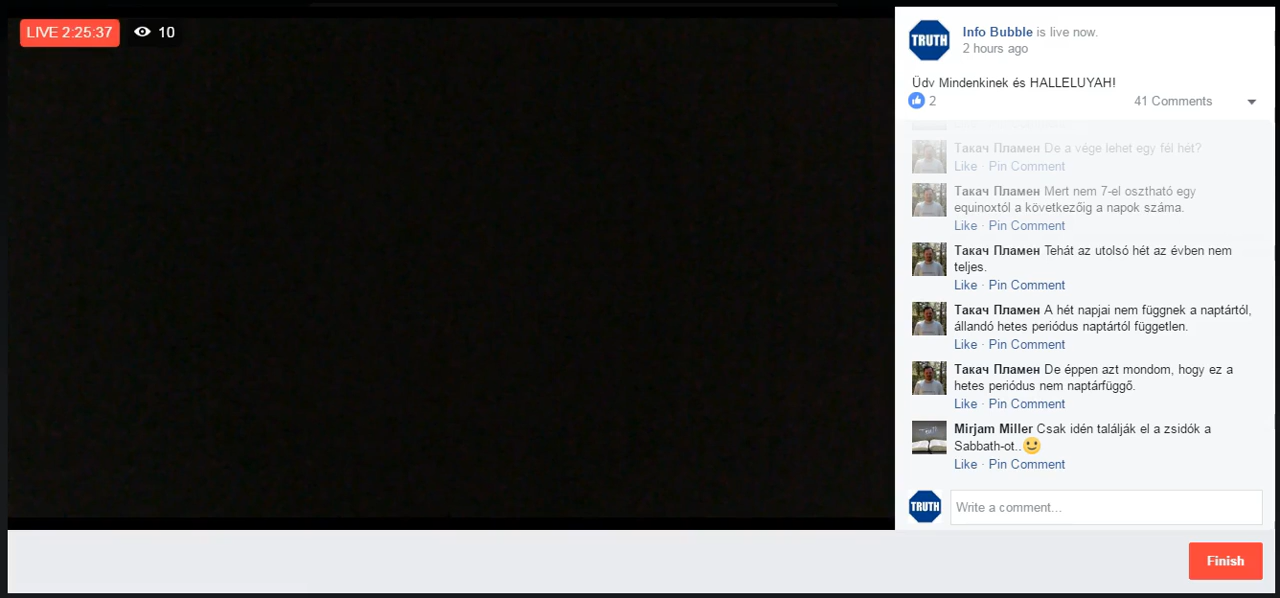 LIVE 2:25:37
10
TRUTH
Info Bubble is live now.
2 hours ago
Üdv Mindenkinek és HALLELUYAH!
2
41 Comments
Такач Пламен De a vége lehet egy fél hét?
Like · Pin Comment
Такач Пламен Mert nem 7-el osztható egy
equinoxtól a következőig a napok száma.
Like · Pin Comment
Такач Пламен Tehát az utolsó hét az évben nem
teljes.
Like · Pin Comment
Такач Пламен A hét napjai nem függnek a naptártól,
állandó hetes periódus naptártól független.
Like · Pin Comment
Такач Пламен De éppen azt mondom, hogy ez a
hetes periódus nem naptárfüggő.
Like · Pin Comment
Mirjam Miller Csak idén találják el a zsidók a
Sabbath-ot..
Like · Pin Comment
TRUTH
Write a comment...
Finish